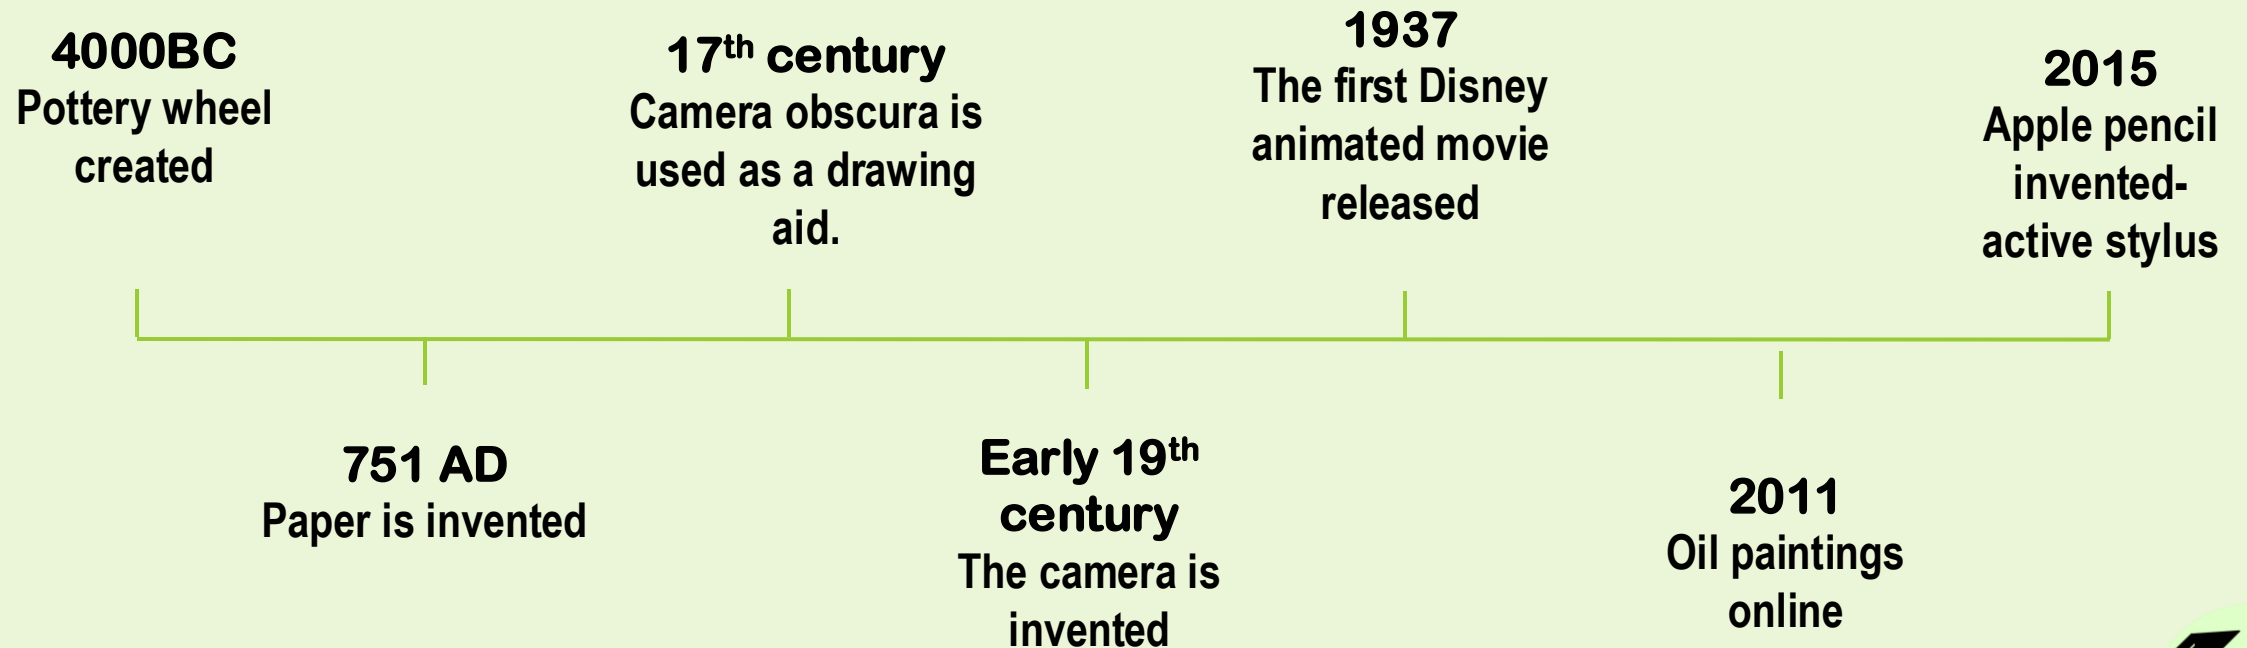 4000BC
Pottery wheel
created
751 AD
Paper is invented
17th century
Camera obscura is
used as a drawing
aid.
Early 19th
century
The camera is
invented
1937
The first Disney
animated movie
released
2011
Oil paintings
online
2015
Apple pencil
invented-
active stylus